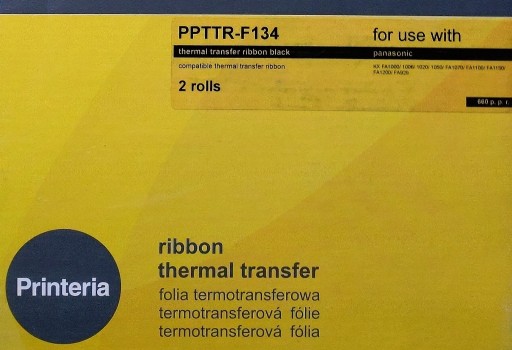 PPTTR-F134
for use with
thermal transfer ribbon black
panasonic
compatible thermal transfer ribbon
2 rolls
Printeria
ribbon
thermal transfer
folia termotransferowa
termotransferová fólie
termotransferová fólia